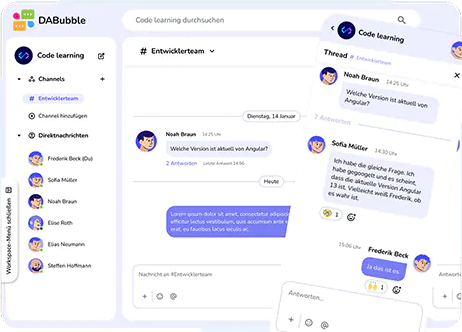 DABubble
Code learning durchsuchen
Code learning
Channels
# Entwicklerteam
Channel hinzufügen
Direktnachrichten
Frederik Beck (Du)
Sofia Müller
Noah Braun
Elise Roth
Elias Neumann
Steffen Hoffmann
Workspace-Menü schließen
# Entwicklerteam
Dienstag, 14 Januar
Noah Braun 14:25 Uhr
Welche Version ist aktuell von Angular?
2 Antworten Letzte Antwort 14:56
Heute
Lorem ipsum dolor sit amet, consectetur adipiscing
efficitur lectus vestibulum, quis accumsan ante
erat, eu faucibus lacus iaculis ac.
Nachricht an #Entwicklerteam
Code learning
Thread # Entwicklerteam
Noah Braun 14:25 Uhr
Welche Version ist aktuell von
Angular?
2 Antworten
Sofia Müller 14:30 Uhr
Ich habe die gleiche Frage. Ich
habe gegoogelt und es scheint,
dass die aktuelle Version Angular
13 ist. Vielleicht weiß Frederik, ob
es wahr ist.
1
15:06 Uhr Frederik Beck
Ja das ist es.
1
Antworten...